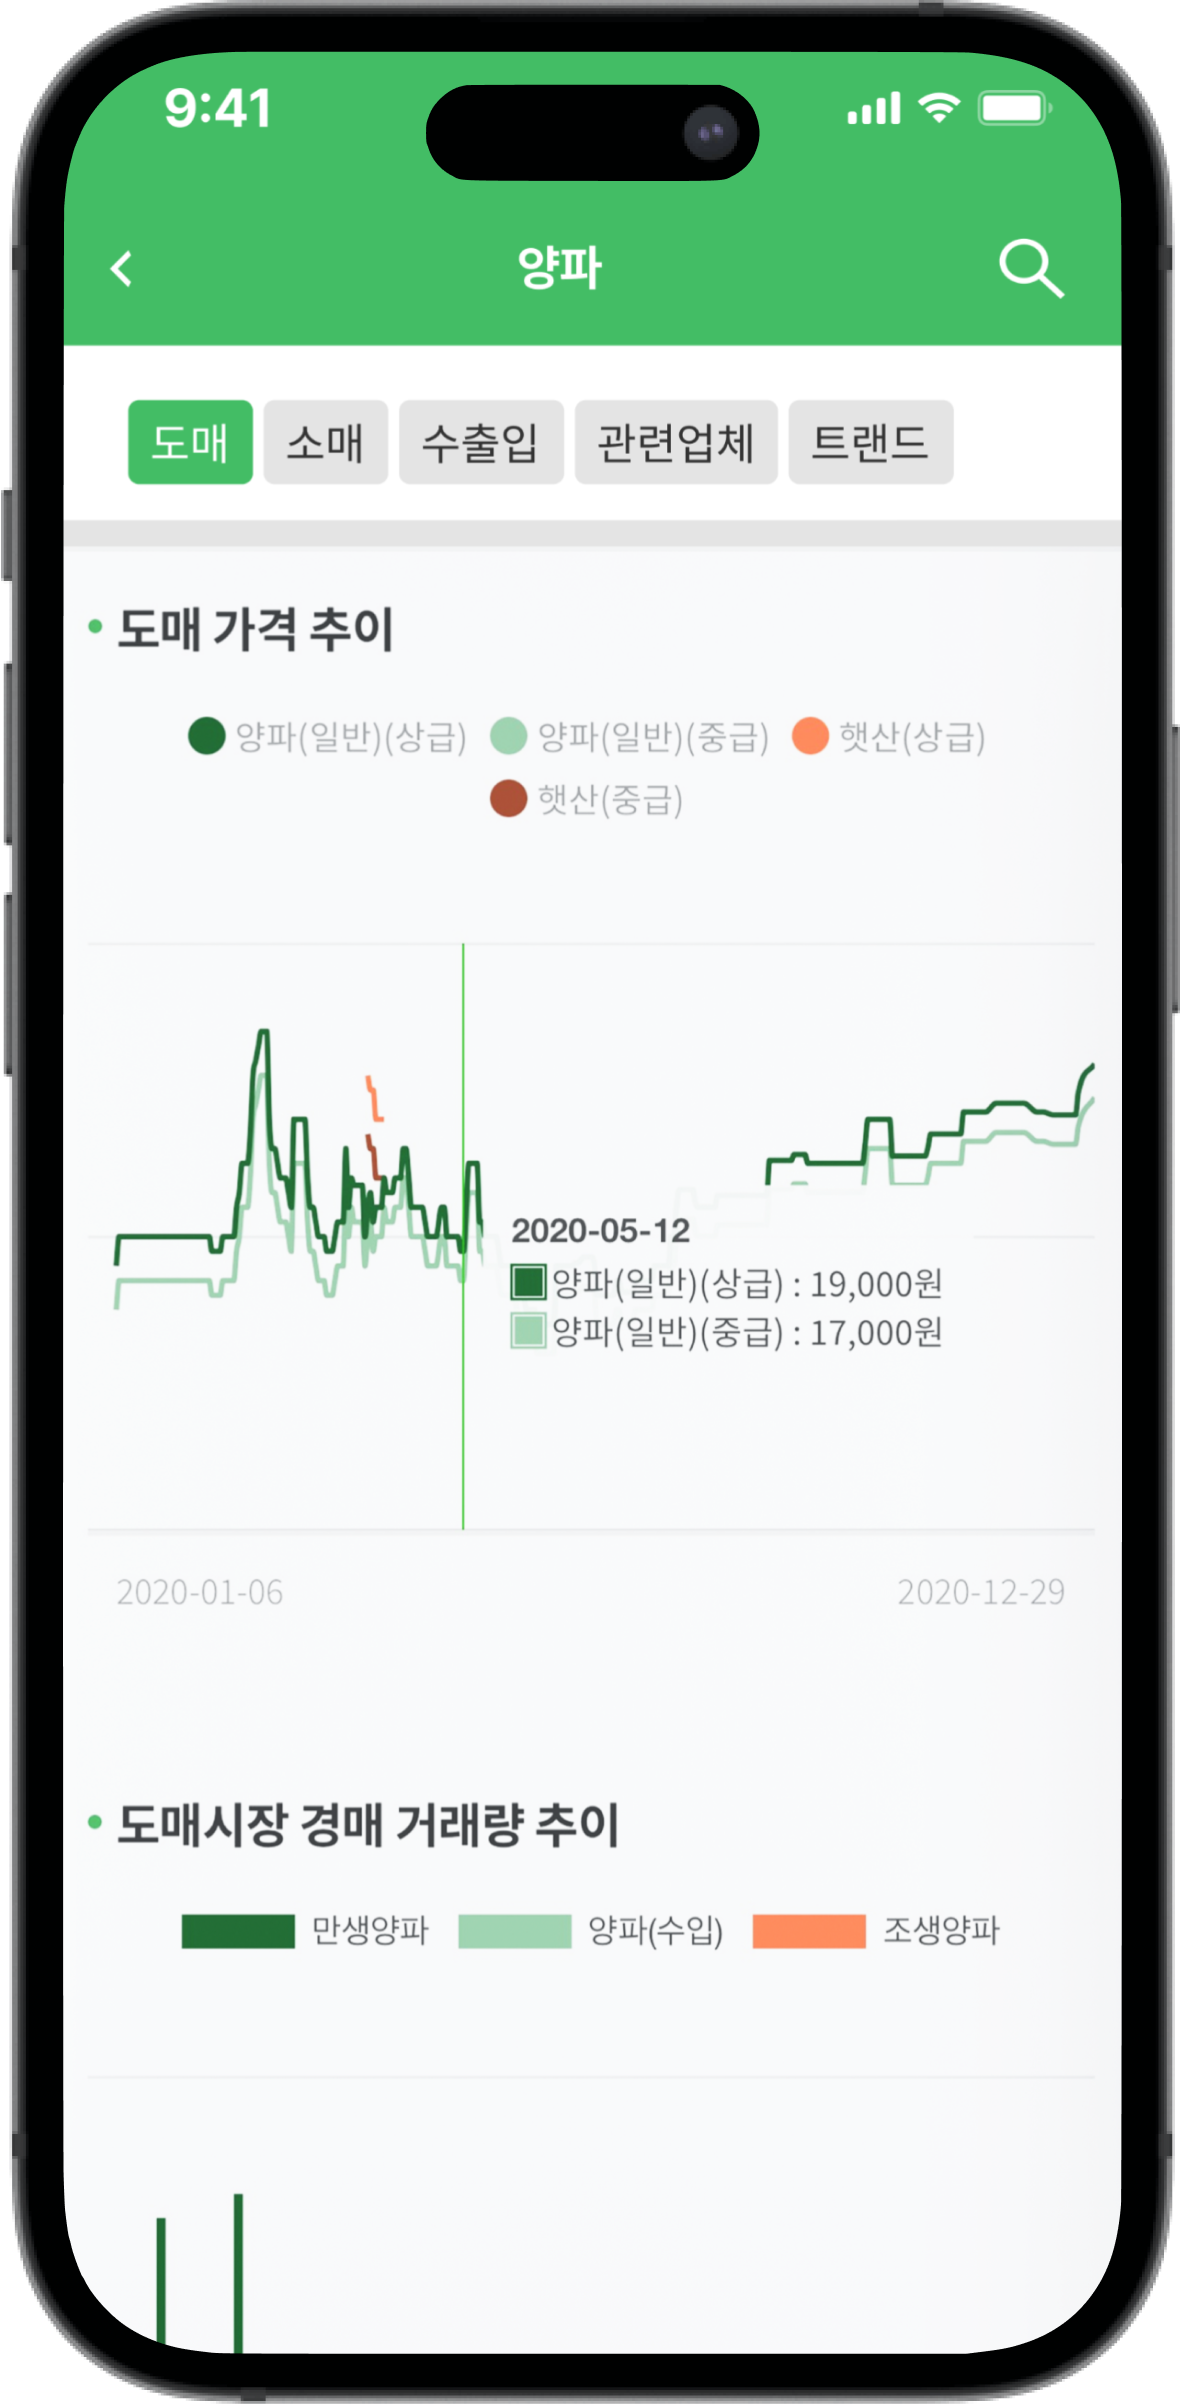 9:41
양파
도매 소매 수출입 관련업체 트랜드
도매 가격 추이
양파(일반)(상급) 양파(일반)(중급) 햇산(상급)
햇산(중급)
2020-05-12
양파(일반)(상급) : 19,000원
양파(일반)(중급) : 17,000원
2020-01-06 2020-12-29
도매시장 경매 거래량 추이
만생양파 양파(수입) 조생양파